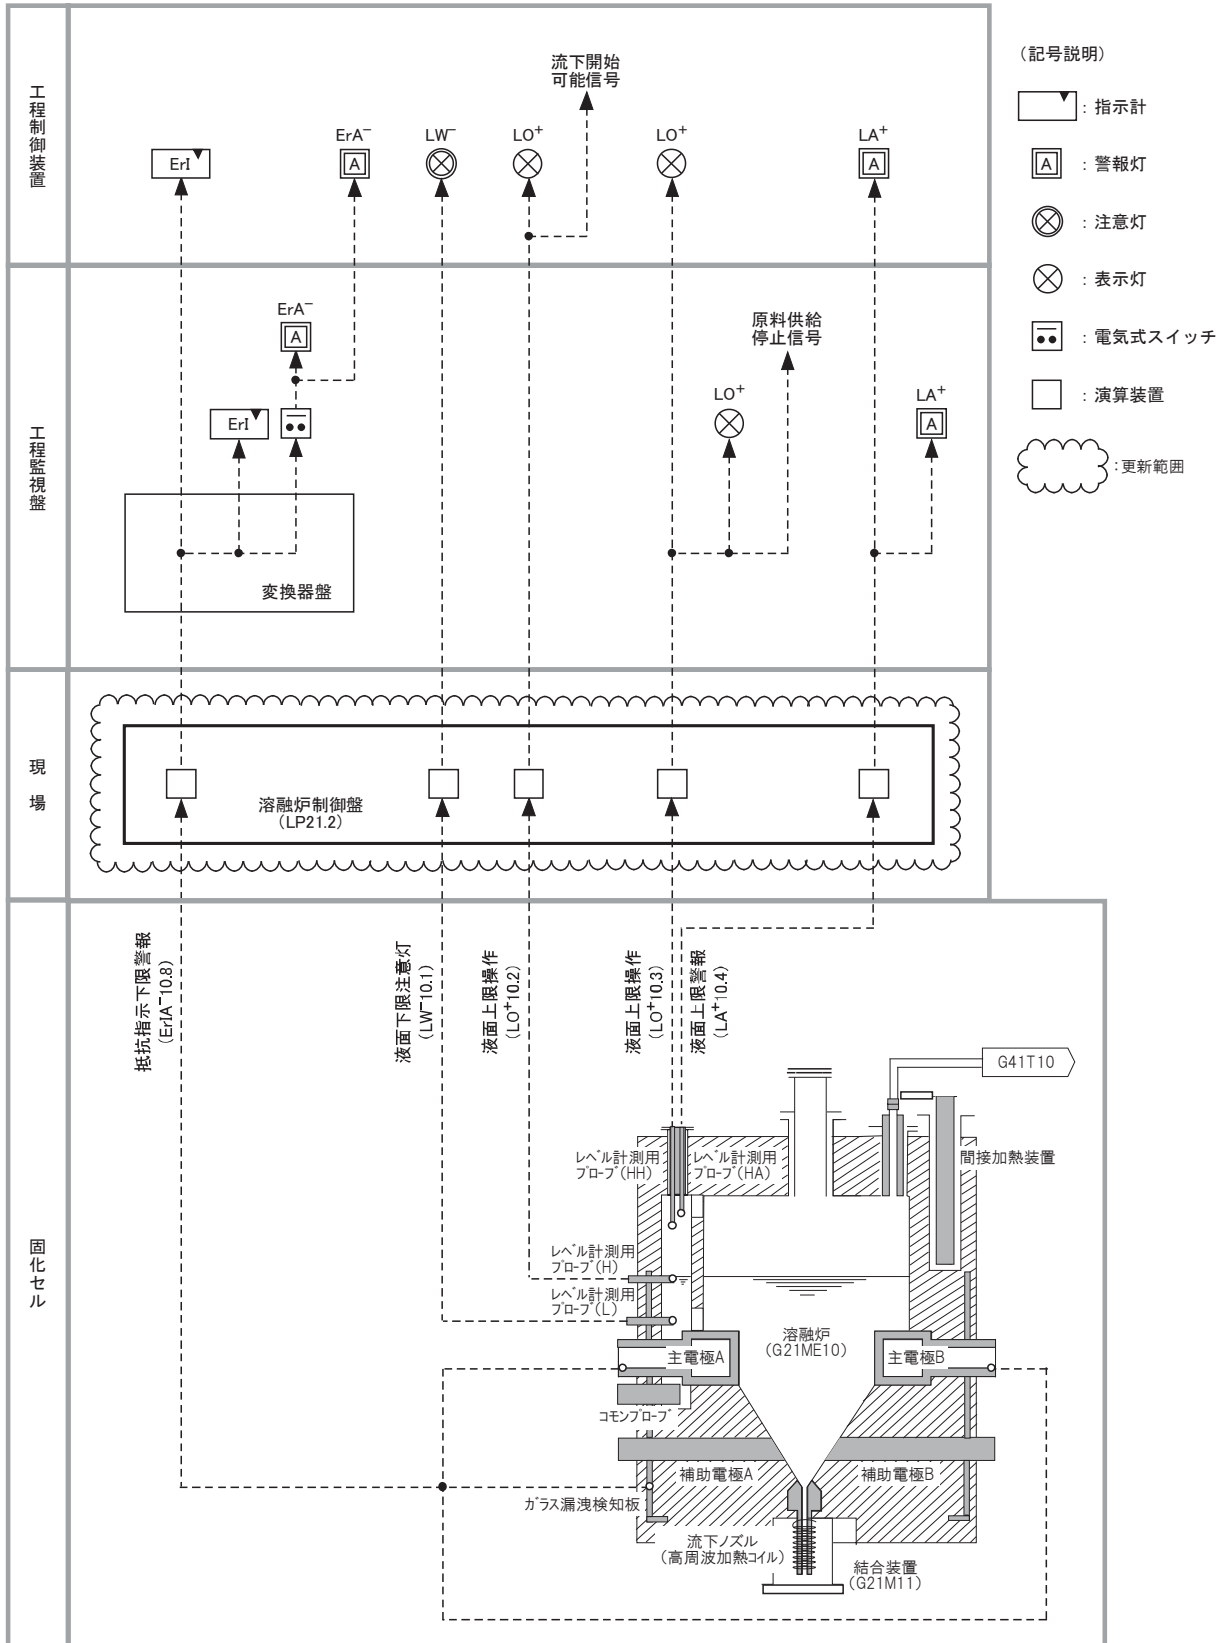 工程制御装置
流下開始
可能信号
ErI
ErA⁻
A
LW⁻
LO⁺
LO⁺
LA⁺
A
(記号説明)
: 指示計
A : 警報灯
: 注意灯
: 表示灯
: 電気式スイッチ
: 演算装置
:更新範囲
工程監視盤
ErA⁻
A
ErI
原料供給
停止信号
LO⁺
LA⁺
A
変換器盤
現場
溶融炉制御盤
(LP21.2)
固化セル
抵抗指示下限警報
(ErIA⁻10.8)
液面下限注意灯
(LW⁻10.1)
液面上限操作
(LO⁺10.2)
液面上限操作
(LO⁺10.3)
液面上限警報
(LA⁺10.4)
G41T10
レベル計測用
プローブ(HH)
レベル計測用
プローブ(HA)
間接加熱装置
レベル計測用
プローブ(H)
レベル計測用
プローブ(L)
溶融炉
(G21ME10)
主電極A
主電極B
コモンプローブ
補助電極A
補助電極B
ガラス漏洩検知板
流下ノズル
(高周波加熱コイル)
結合装置
(G21M11)